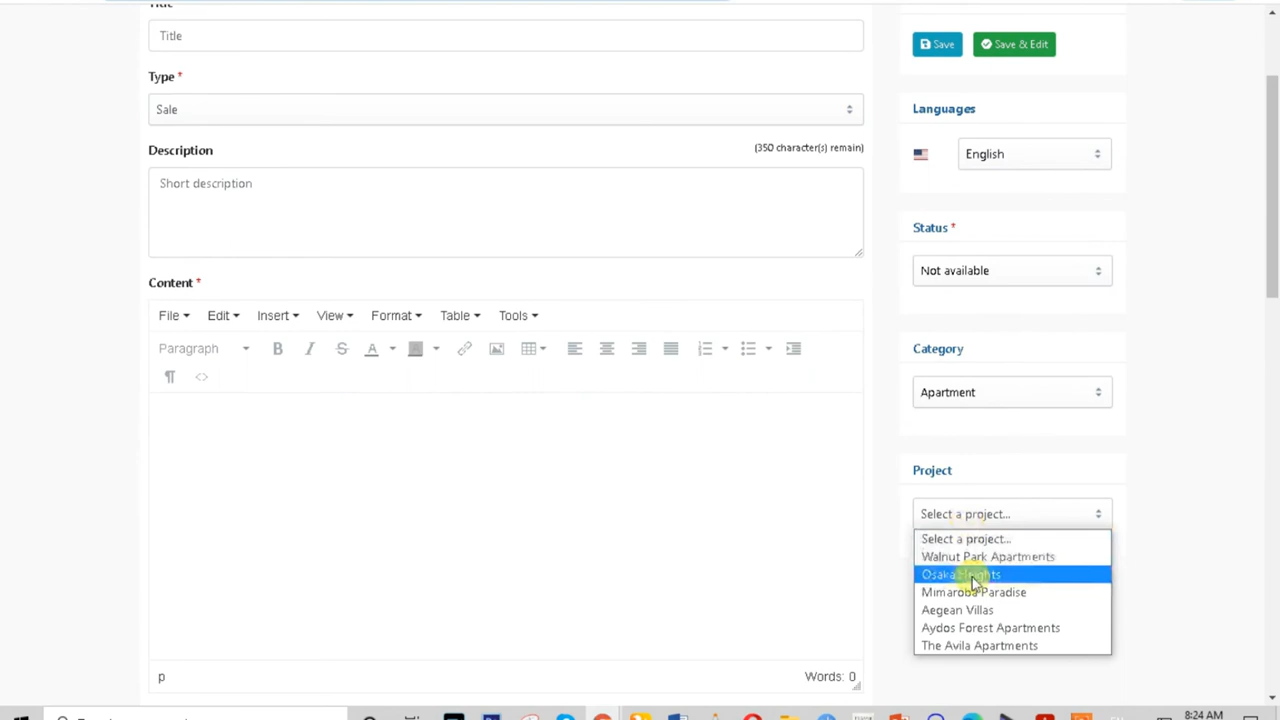 Title
Type *
Sale
Description
(350 character(s) remain)
Short description
Content *
File
Edit
Insert
View
Format
Table
Tools
Paragraph
B
I
S
A
¶
<>
p
Words: 0
Save
Save & Edit
Languages
English
Status *
Not available
Category
Apartment
Project
Select a project...
Select a project...
Walnut Park Apartments
Osaka Heights
Mimaroba Paradise
Aegean Villas
Aydos Forest Apartments
The Avila Apartments
8:24 AM